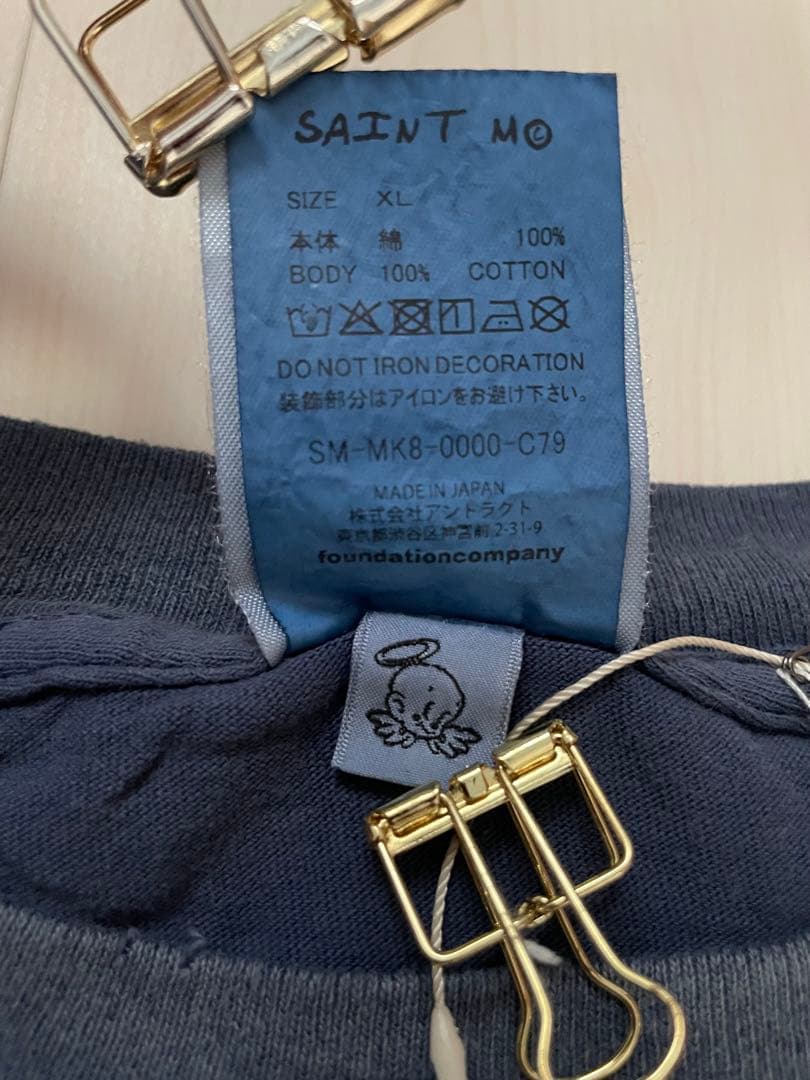 SAINT M©
SIZE XL
本体 綿 100%
BODY 100% COTTON
DO NOT IRON DECORATION
装飾部分はアイロンをお避け下さい。
SM-MK8-0000-C79
MADE IN JAPAN
株式会社アントラクト
東京都渋谷区神宮前 2-31-9
foundationcompany